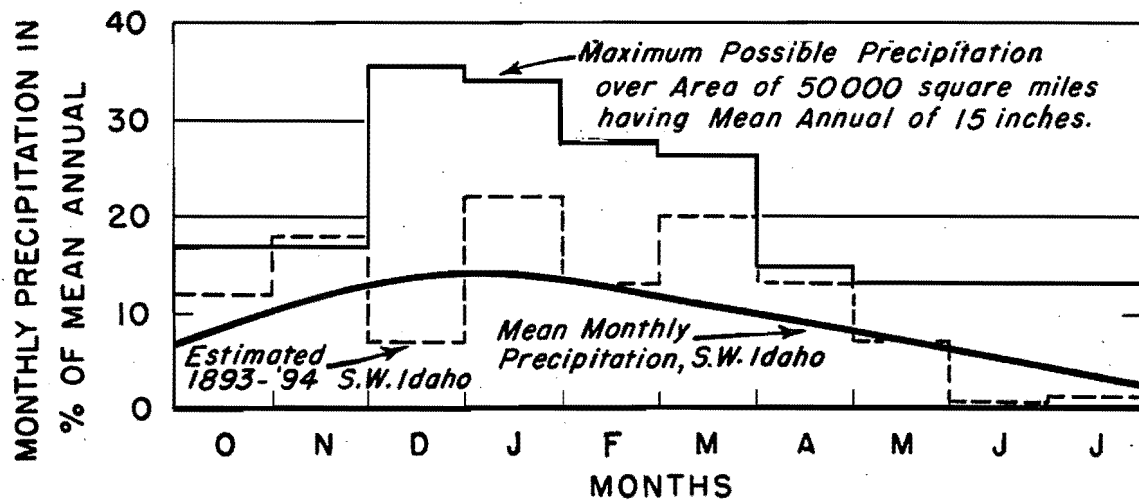 MONTHLY PRECIPITATION IN
% OF MEAN ANNUAL
40
30
20
10
0
Maximum Possible Precipitation
over Area of 50000 square miles
having Mean Annual of 15 inches.
Estimated
1893-'94 S.W. Idaho
Mean Monthly
Precipitation, S.W. Idaho
O N D J F M A M J J
MONTHS